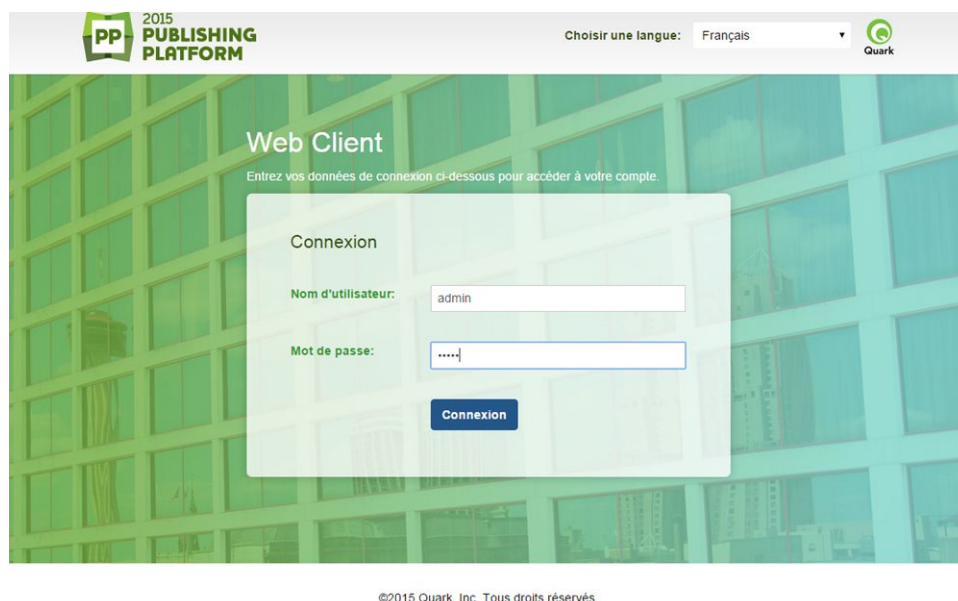 2015
PP PUBLISHING
PLATFORM
Choisir une langue: Français
Quark
Web Client
Entrez vos données de connexion ci-dessous pour accéder à votre compte.
Connexion
Nom d'utilisateur: admin
Mot de passe: •••••
Connexion
©2015 Quark, Inc. Tous droits réservés